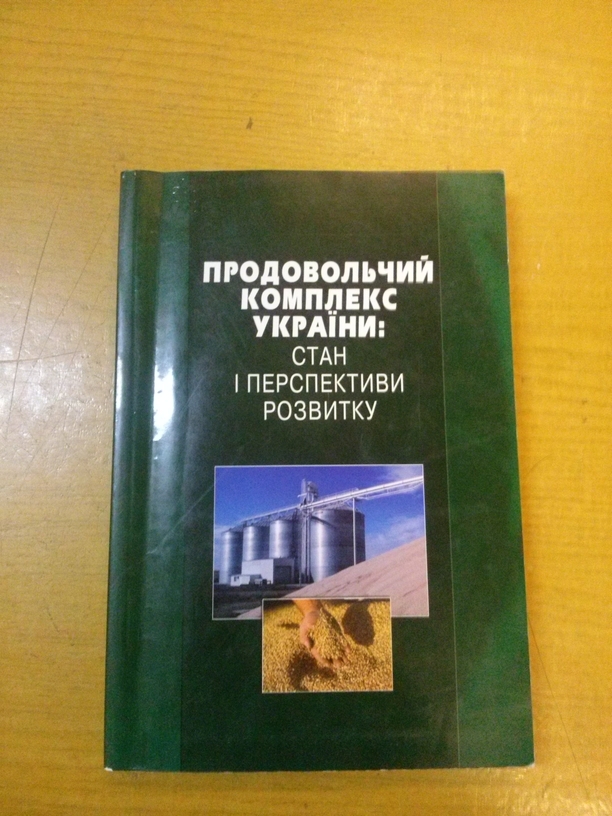 ПРОДОВОЛЬЧИЙ
КОМПЛЕКС
УКРАЇНИ:
СТАН
І ПЕРСПЕКТИВИ
РОЗВИТКУ